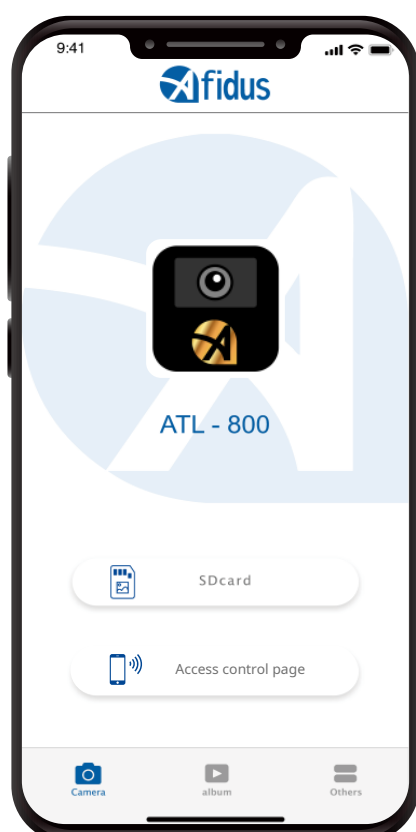 9:41
Afidus
ATL - 800
SDcard
Access control page
Camera album Others